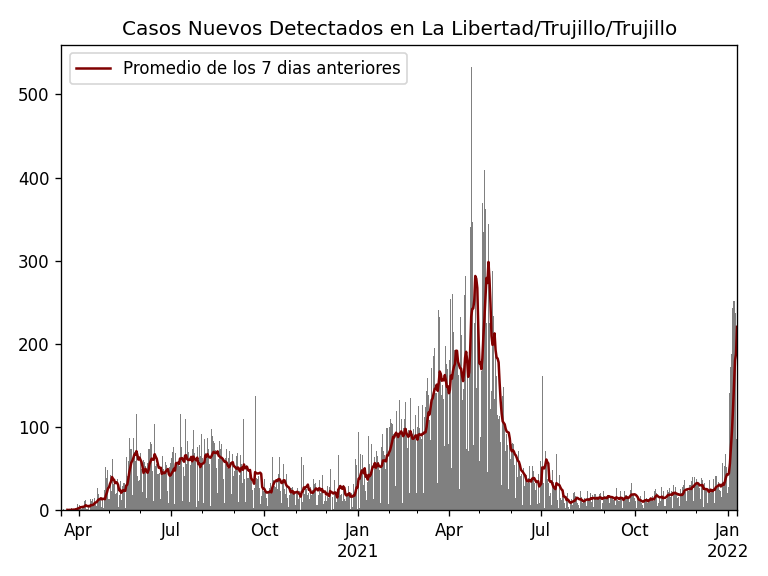 Casos Nuevos Detectados en La Libertad/Trujillo/Trujillo
Promedio de los 7 dias anteriores
500
400
300
200
100
0
Apr Jul Oct Jan Apr Jul Oct Jan
2021 2022